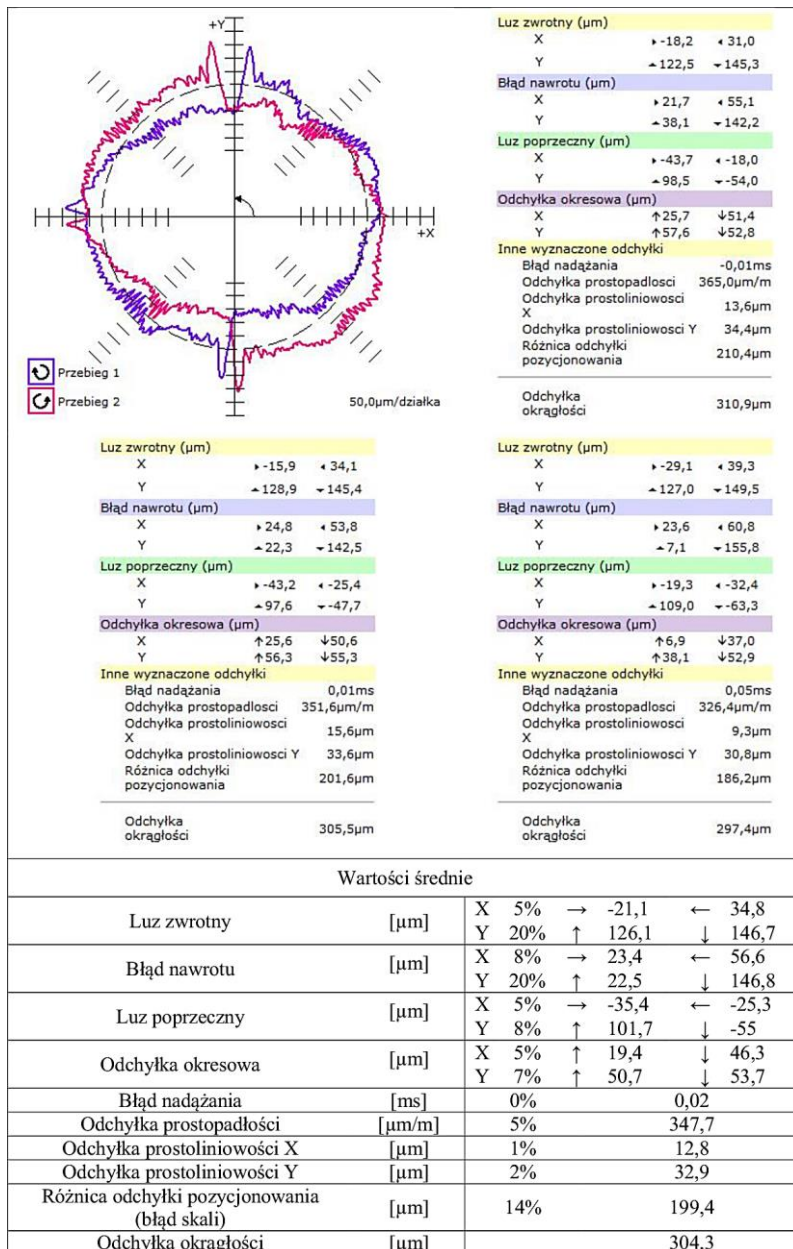 +Y
+X
Przebieg 1
Przebieg 2
50,0µm/działka
Luz zwrotny (µm)
X ▸-18,2 ◂31,0
Y ▴122,5 ▾145,3
Błąd nawrotu (µm)
X ▸21,7 ◂55,1
Y ▴38,1 ▾142,2
Luz poprzeczny (µm)
X ▸-43,7 ◂-18,0
Y ▴98,5 ▾-54,0
Odchyłka okresowa (µm)
X ↑25,7 ↓51,4
Y ↑57,6 ↓52,8
Inne wyznaczone odchyłki
Błąd nadążania -0,01ms
Odchyłka prostopadlosci 365,0µm/m
Odchyłka prostoliniowosci
X 13,6µm
Odchyłka prostoliniowosci Y 34,4µm
Różnica odchyłki
pozycjonowania 210,4µm
Odchyłka
okrągłości 310,9µm
Luz zwrotny (µm)
X ▸-15,9 ◂34,1
Y ▴128,9 ▾145,4
Błąd nawrotu (µm)
X ▸24,8 ◂53,8
Y ▴22,3 ▾142,5
Luz poprzeczny (µm)
X ▸-43,2 ◂-25,4
Y ▴97,6 ▾-47,7
Odchyłka okresowa (µm)
X ↑25,6 ↓50,6
Y ↑56,3 ↓55,3
Inne wyznaczone odchyłki
Błąd nadążania 0,01ms
Odchyłka prostopadlosci 351,6µm/m
Odchyłka prostoliniowosci
X 15,6µm
Odchyłka prostoliniowosci Y 33,6µm
Różnica odchyłki
pozycjonowania 201,6µm
Odchyłka
okrągłości 305,5µm
Luz zwrotny (µm)
X ▸-29,1 ◂39,3
Y ▴127,0 ▾149,5
Błąd nawrotu (µm)
X ▸23,6 ◂60,8
Y ▴7,1 ▾155,8
Luz poprzeczny (µm)
X ▸-19,3 ◂-32,4
Y ▴109,0 ▾-63,3
Odchyłka okresowa (µm)
X ↑6,9 ↓37,0
Y ↑38,1 ↓52,9
Inne wyznaczone odchyłki
Błąd nadążania 0,05ms
Odchyłka prostopadlosci 326,4µm/m
Odchyłka prostoliniowosci
X 9,3µm
Odchyłka prostoliniowosci Y 30,8µm
Różnica odchyłki
pozycjonowania 186,2µm
Odchyłka
okrągłości 297,4µm
Wartości średnie
Luz zwrotny [µm] X 5% → -21,1 ← 34,8
Y 20% ↑ 126,1 ↓ 146,7
Błąd nawrotu [µm] X 8% → 23,4 ← 56,6
Y 20% ↑ 22,5 ↓ 146,8
Luz poprzeczny [µm] X 5% → -35,4 ← -25,3
Y 8% ↑ 101,7 ↓ -55
Odchyłka okresowa [µm] X 5% ↑ 19,4 ↓ 46,3
Y 7% ↑ 50,7 ↓ 53,7
Błąd nadążania [ms] 0% 0,02
Odchyłka prostopadłości [µm/m] 5% 347,7
Odchyłka prostoliniowości X [µm] 1% 12,8
Odchyłka prostoliniowości Y [µm] 2% 32,9
Różnica odchyłki pozycjonowania
(błąd skali) [µm] 14% 199,4
Odchyłka okrągłości [µm] 304,3